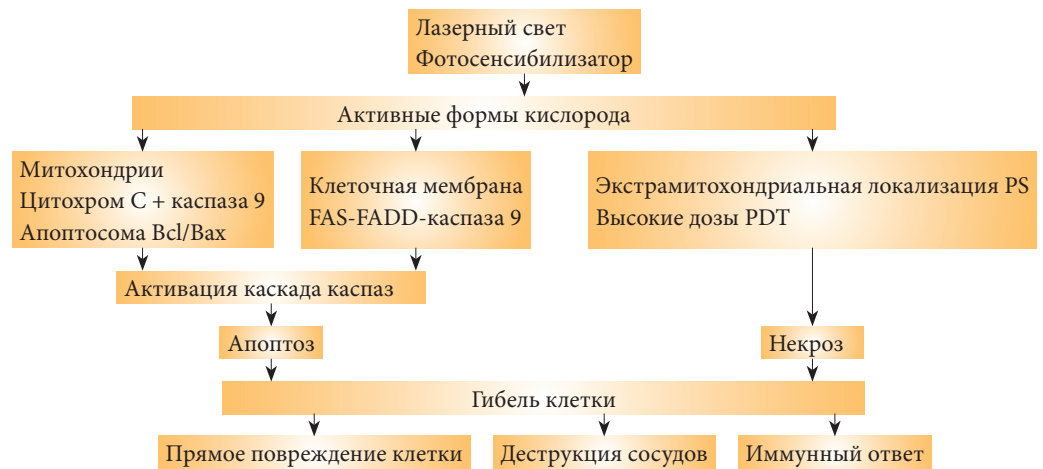 Лазерный свет
Фотосенсибилизатор
Активные формы кислорода
Митохондрии
Цитохром С + каспаза 9
Апоптосома Bcl/Bax
Клеточная мембрана
FAS-FADD-каспаза 9
Экстрамитохондриальная локализация PS
Высокие дозы PDT
Активация каскада каспаз
Апоптоз
Некроз
Гибель клетки
Прямое повреждение клетки
Деструкция сосудов
Иммунный ответ